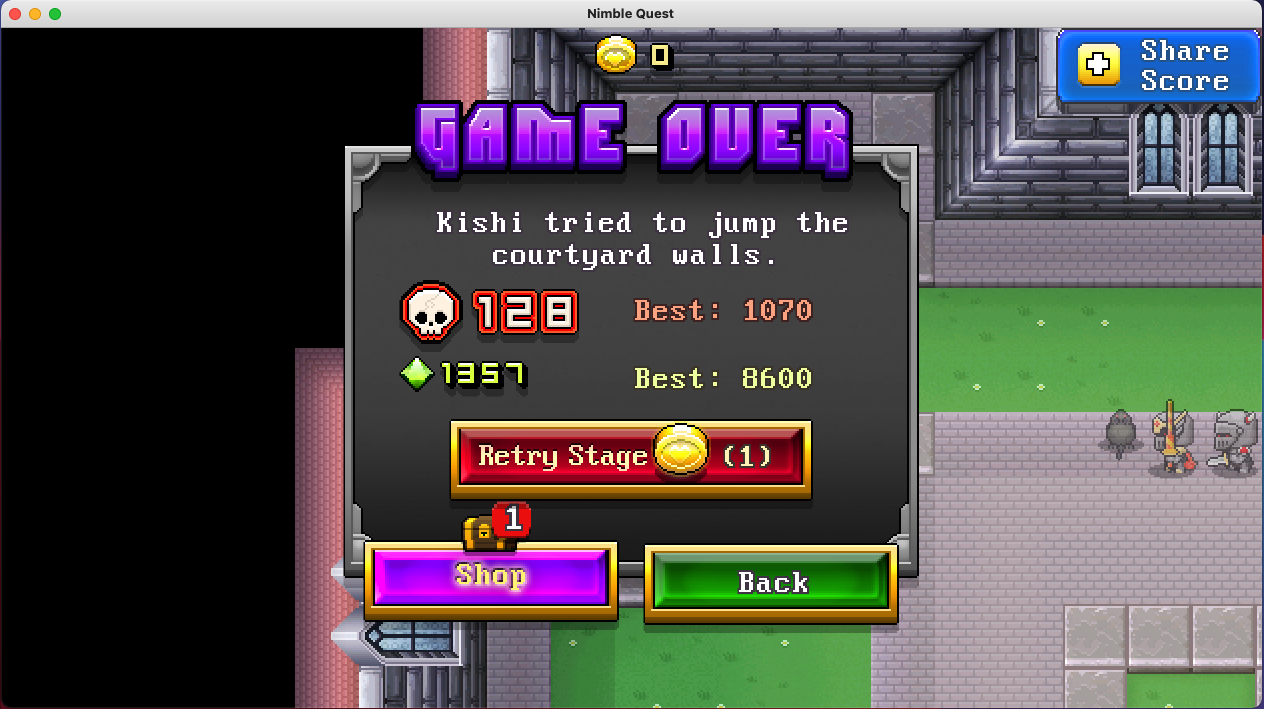 Nimble Quest
0
Share
Score
GAME OVER
Kishi tried to jump the
courtyard walls.
128 Best: 1070
1357 Best: 8600
Retry Stage (1)
1
Shop
Back